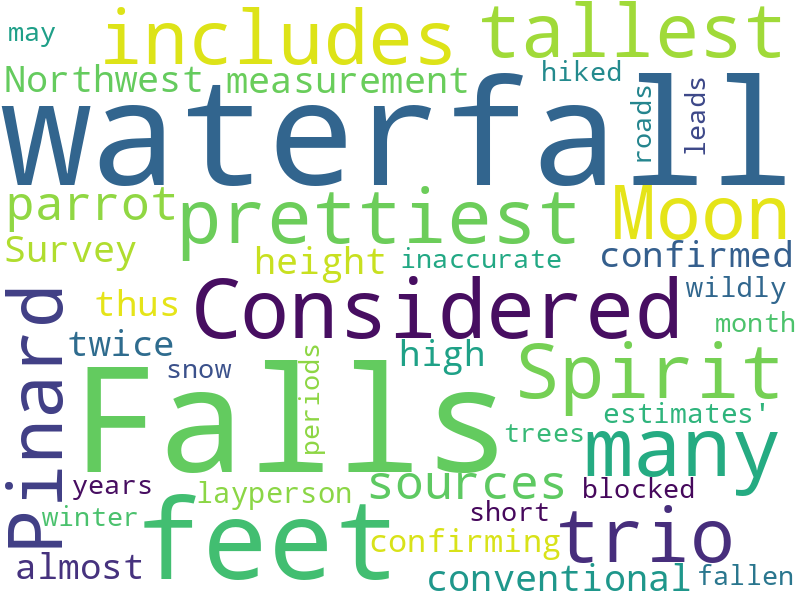 may
includes
tallest
Northwest
measurement
hiked
waterfall
roads
leads
parrot
prettiest
Moon
Survey
height
inaccurate
confirmed
thus
Considered
wildly
month
Pinard
twice
high
Spirit
snow
periods
Falls
estimates'
trees
many
years
layperson
sources
blocked
winter
feet
short
trio
confirming
almost
conventional
fallen